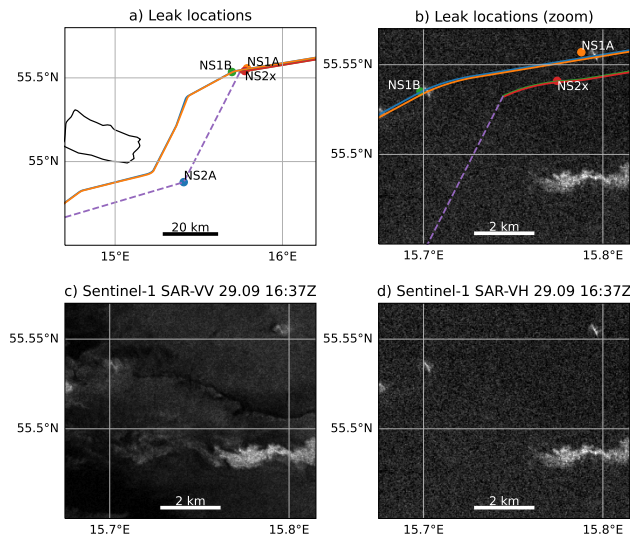 a) Leak locations
b) Leak locations (zoom)
55.5°N
55°N
NS1B
NS1A
NS2x
NS2A
20 km
15°
16°
NS1A
NS1B
NS2x
55.5°N
2 km
15.7°E
15.8°E
c) Sentinel-1 SAR-VV 29.09 16:37Z
d) Sentinel-1 SAR-VH 29.09 16:37Z
55.55°N
55.5°N
2 km
15.7°E
15.8°E
55.55°N
55.5°N
2 km
15.7°E
15.8°E